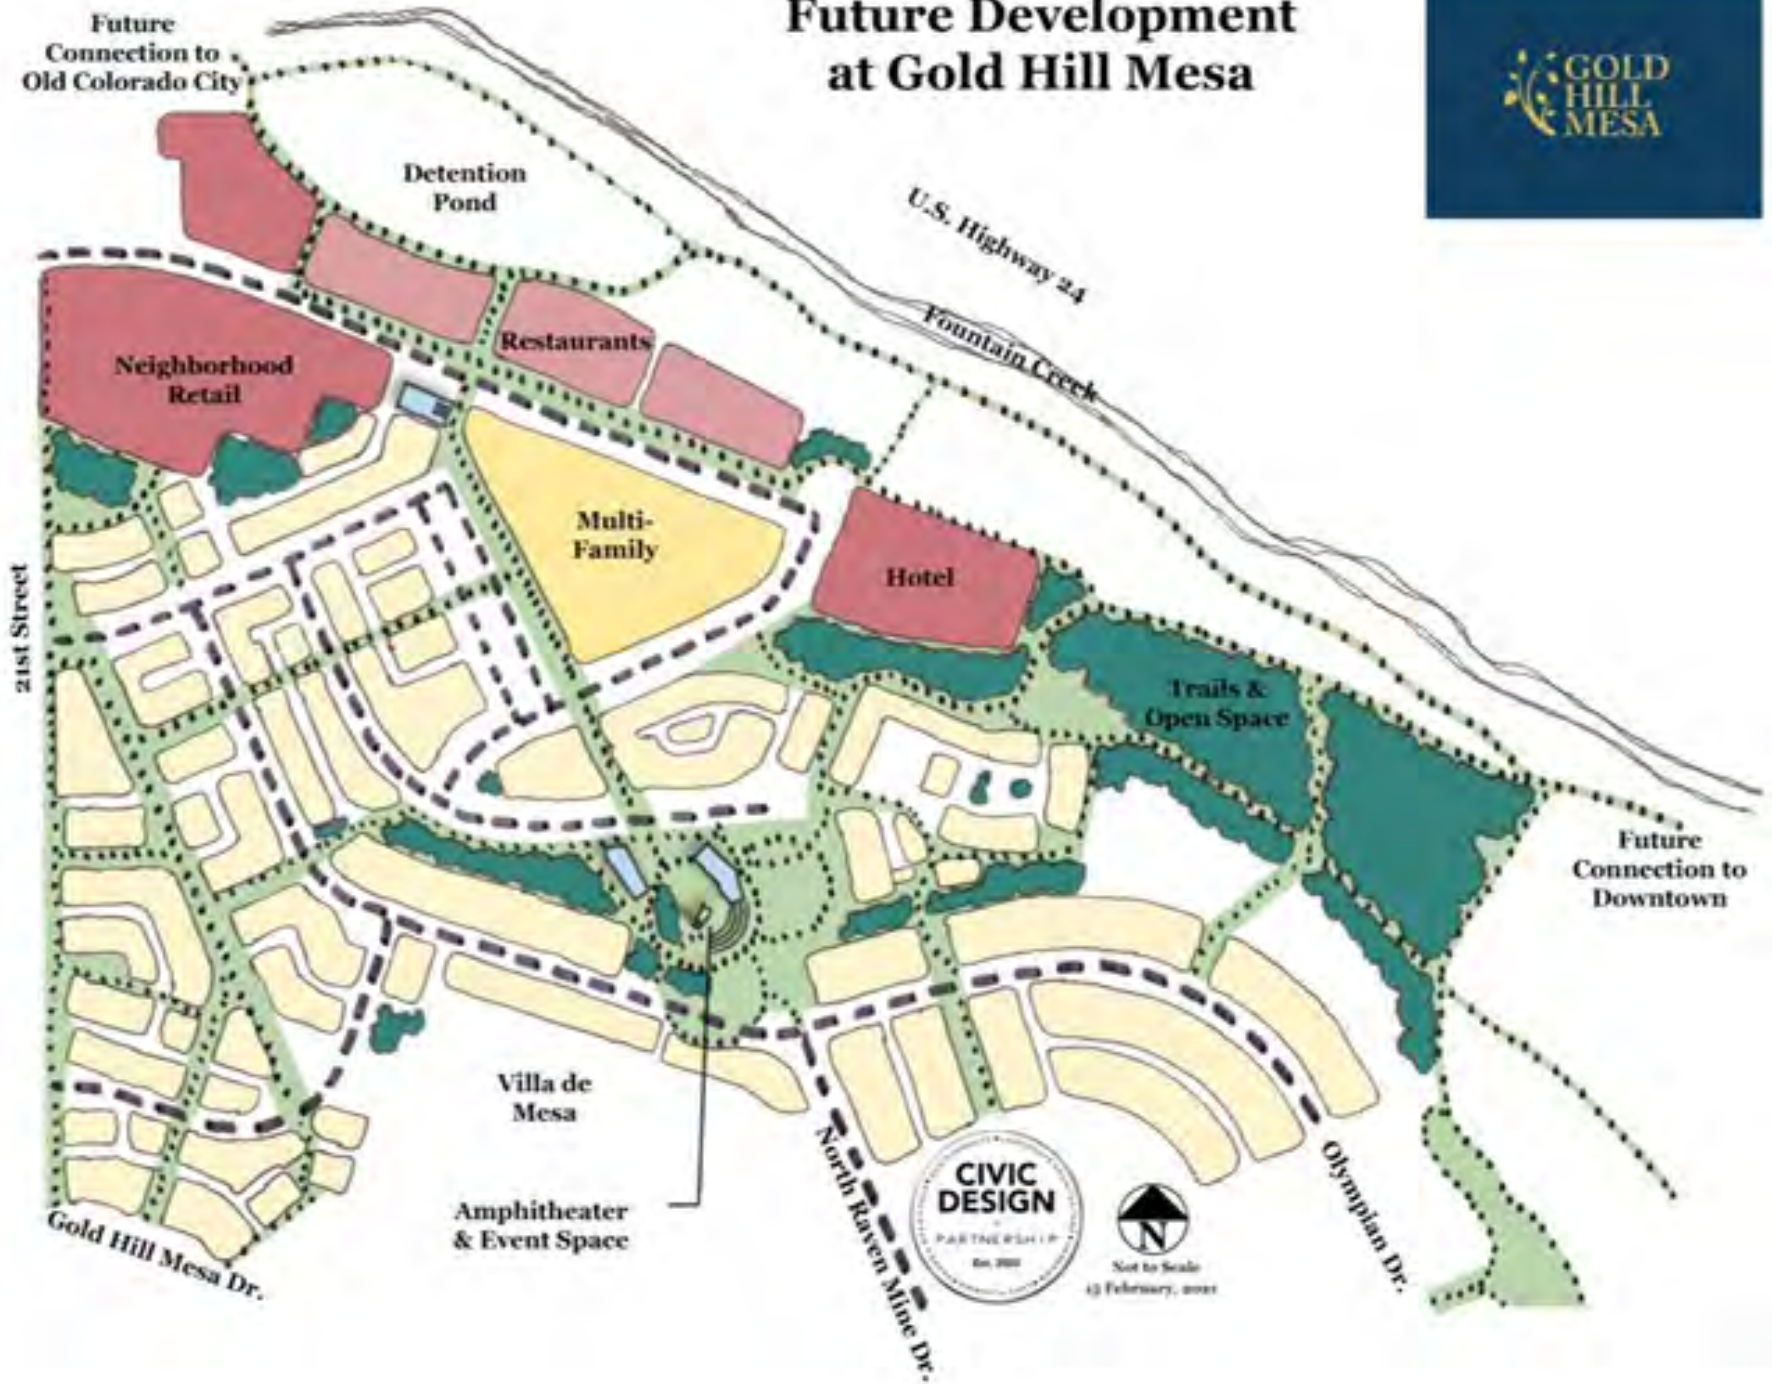 Future Development
at Gold Hill Mesa
GOLD
HILL
MESA
Future
Connection to
Old Colorado City
Detention
Pond
U.S. Highway 24
Fountain Creek
Restaurants
Neighborhood
Retail
Multi-
Family
Hotel
21st Street
Trails &
Open Space
Future
Connection to
Downtown
Villa de
Mesa
Amphitheater
& Event Space
Gold Hill Mesa Dr.
North Raven Mine Dr.
Olympian Dr.
CIVIC
DESIGN
PARTNERSHIP
Est.
N
Not to Scale
February,